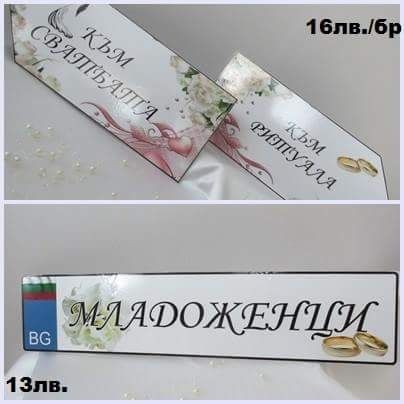 16лв./бр
КЪМ
СВАТБАТА
КЪМ
РИТУАЛА
BG
МЛАДОЖЕНЦИ
13лв.